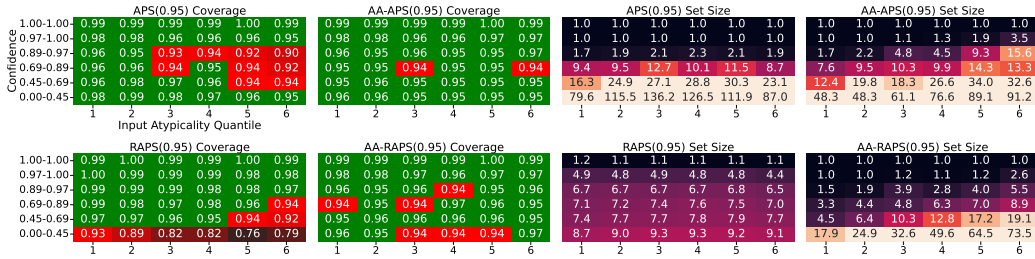 APS(0.95) Coverage
Confidence
1.00-1.00 0.99 0.99 0.99 0.99 1.00 0.99
0.97-1.00 0.98 0.98 0.96 0.96 0.95 0.96
0.89-0.97 0.96 0.95 0.93 0.94 0.92 0.90
0.69-0.89 0.96 0.96 0.94 0.95 0.94 0.92
0.45-0.69 0.96 0.98 0.97 0.96 0.94 0.94
0.00-0.45 0.98 0.99 0.98 0.97 0.96 0.95
1 2 3 4 5 6
Input Atypicality Quantile
AA-APS(0.95) Coverage
0.99 0.99 0.99 0.99 1.00 0.99
0.98 0.98 0.96 0.96 0.97 0.97
0.96 0.95 0.95 0.96 0.95 0.95
0.95 0.95 0.94 0.95 0.95 0.94
0.95 0.96 0.95 0.95 0.95 0.96
0.96 0.96 0.95 0.95 0.95 0.95
1 2 3 4 5 6
APS(0.95) Set Size
1.0 1.0 1.0 1.0 1.0 1.0
1.0 1.0 1.0 1.0 1.0 1.0
1.7 1.9 2.1 2.3 2.1 1.9
9.4 9.5 12.7 10.1 11.5 8.7
16.3 24.9 27.1 28.8 30.3 23.1
79.6 115.5 136.2 126.5 111.9 87.0
1 2 3 4 5 6
AA-APS(0.95) Set Size
1.0 1.0 1.0 1.0 1.0 1.0
1.0 1.0 1.1 1.3 1.9 3.5
1.7 2.2 4.8 4.5 9.3 15.6
7.6 9.5 10.3 9.9 14.3 13.3
12.4 19.8 18.3 26.6 34.0 32.6
48.3 48.3 61.1 76.6 89.1 91.2
1 2 3 4 5 6
RAPS(0.95) Coverage
1.00-1.00 0.99 0.99 0.99 0.99 1.00 0.99
0.97-1.00 1.00 0.99 0.99 0.99 0.98 0.98
0.89-0.97 0.99 0.99 0.99 0.98 0.98 0.97
0.69-0.89 0.98 0.98 0.97 0.98 0.96 0.94
0.45-0.69 0.97 0.97 0.96 0.95 0.94 0.92
0.00-0.45 0.93 0.89 0.82 0.82 0.76 0.79
1 2 3 4 5 6
AA-RAPS(0.95) Coverage
0.99 0.99 0.99 0.99 1.00 0.99
0.98 0.98 0.96 0.95 0.96 0.96
0.96 0.95 0.96 0.94 0.95 0.96
0.94 0.95 0.94 0.96 0.95 0.95
0.96 0.97 0.96 0.96 0.95 0.95
0.96 0.95 0.94 0.94 0.94 0.97
1 2 3 4 5 6
RAPS(0.95) Set Size
1.2 1.1 1.1 1.1 1.1 1.1
4.9 4.8 4.9 4.8 4.8 4.4
6.7 6.7 6.7 6.8 6.8 6.5
7.1 7.2 7.4 7.6 7.5 7.0
7.4 7.7 7.7 7.8 7.9 7.7
8.7 9.0 9.3 9.3 9.2 9.1
1 2 3 4 5 6
AA-RAPS(0.95) Set Size
1.0 1.0 1.0 1.0 1.0 1.0
1.0 1.0 1.2 1.1 1.2 2.6
1.5 1.9 3.9 2.8 4.0 5.5
3.3 4.4 4.8 6.3 7.0 8.9
4.5 6.4 10.3 12.8 17.2 19.1
17.9 24.9 32.6 49.6 64.5 73.5
1 2 3 4 5 6